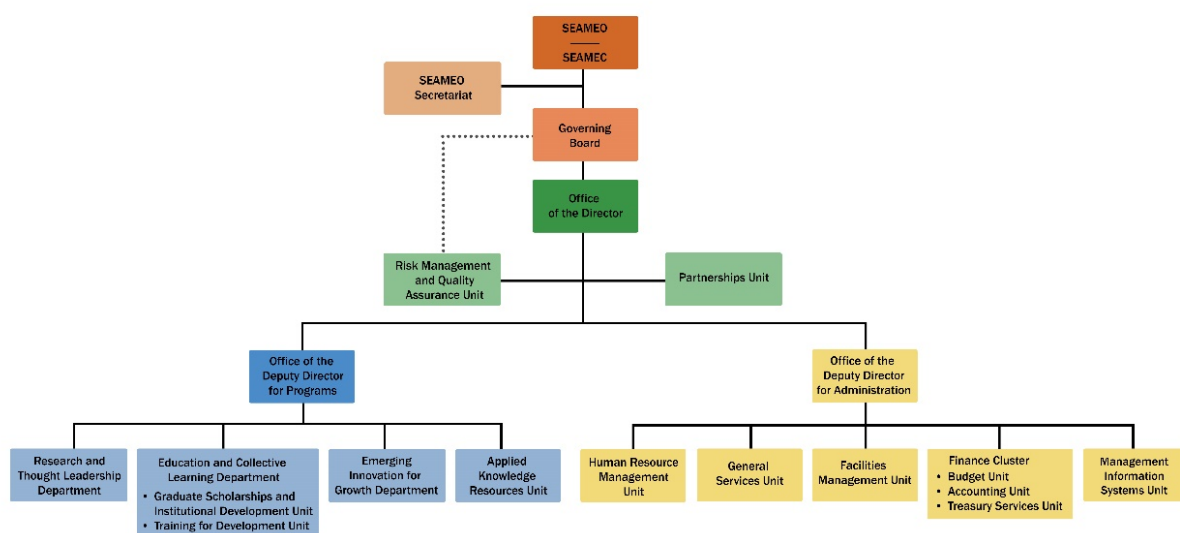 SEAMEO
SEAMEC
SEAMEO
Secretariat
Governing
Board
Office
of the Director
Risk Management
and Quality
Assurance Unit
Partnerships Unit
Office of the
Deputy Director
for Programs
Office of the
Deputy Director
for Administration
Research and
Thought Leadership
Department
Education and Collective
Learning Department
• Graduate Scholarships and
Institutional Development Unit
• Training for Development Unit
Emerging
Innovation for
Growth Department
Applied
Knowledge
Resources Unit
Human Resource
Management
Unit
General
Services Unit
Facilities
Management Unit
Finance Cluster
• Budget Unit
• Accounting Unit
• Treasury Services Unit
Management
Information
Systems Unit